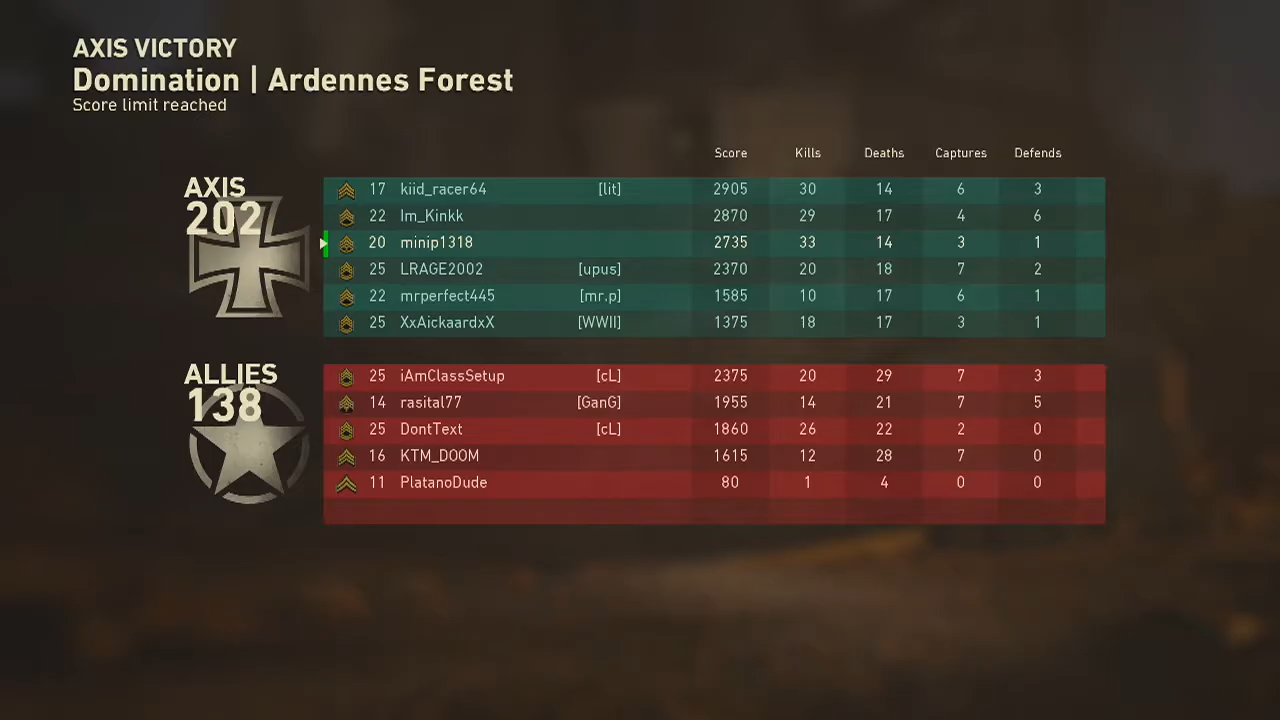 AXIS VICTORY
Domination | Ardennes Forest
Score limit reached
Score Kills Deaths Captures Defends
AXIS
202
17 kiid_racer64 [lit] 2905 30 14 6 3
22 Im_Kinkk 2870 29 17 4 6
20 minip1318 2735 33 14 3 1
25 LRAGE2002 [upus] 2370 20 18 7 2
22 mrperfect445 [mr.p] 1585 10 17 6 1
25 XxAickaardxX [WWII] 1375 18 17 3 1
ALLIES
138
25 iAmClassSetup [cL] 2375 20 29 7 3
14 rasital77 [GanG] 1955 14 21 7 5
25 DontText [cL] 1860 26 22 2 0
16 KTM_DOOM 1615 12 28 7 0
11 PlatanoDude 80 1 4 0 0